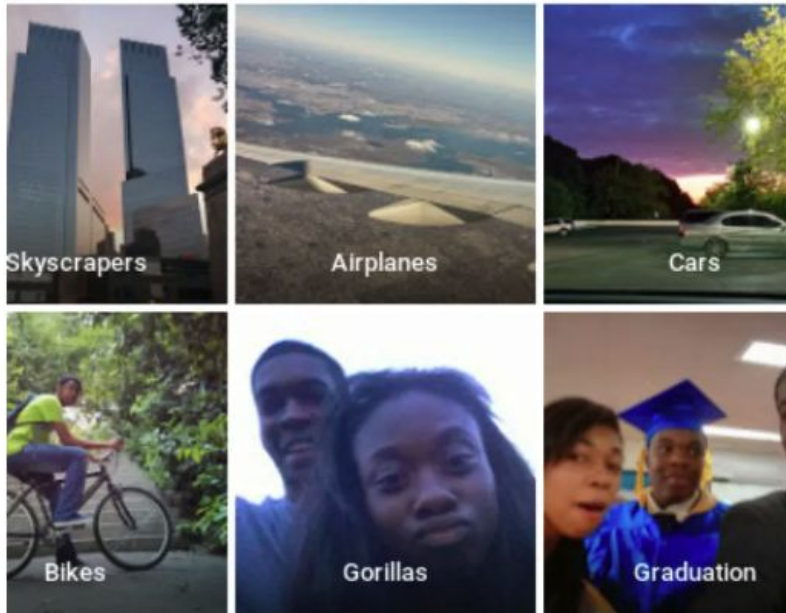 Skyscrapers
Airplanes
Cars
Bikes
Gorillas
Graduation